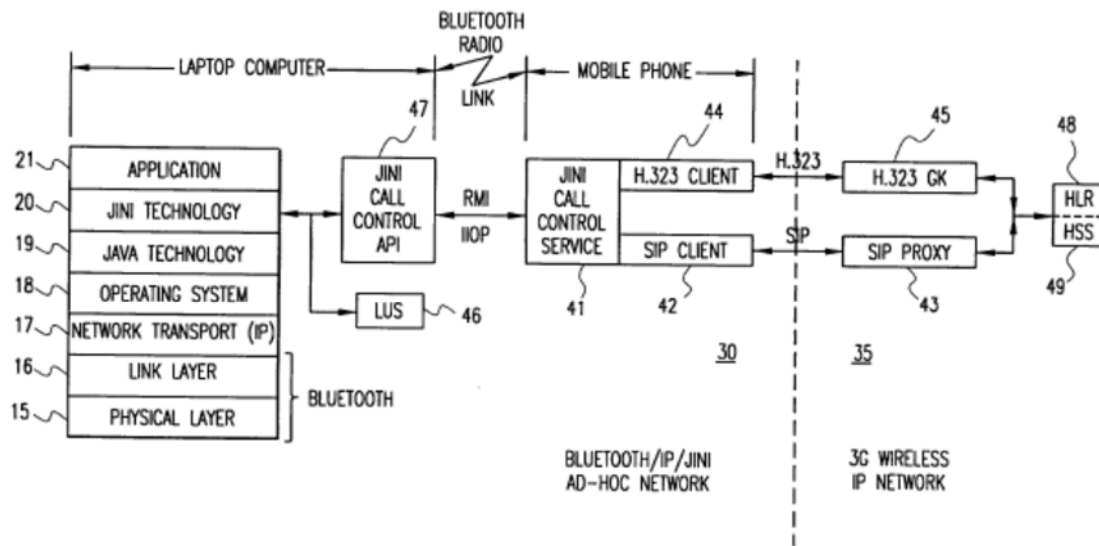 BLUETOOTH
RADIO
LINK
LAPTOP COMPUTER
MOBILE PHONE
47
44
45
48
21
APPLICATION
20
JINI TECHNOLOGY
19
JAVA TECHNOLOGY
18
OPERATING SYSTEM
17
NETWORK TRANSPORT (IP)
16
LINK LAYER
15
PHYSICAL LAYER
BLUETOOTH
JINI
CALL
CONTROL
API
LUS
46
RMI
IIOP
JINI
CALL
CONTROL
SERVICE
H.323 CLIENT
SIP CLIENT
41
42
H.323
SIP
H.323 GK
SIP PROXY
43
HLR
HSS
49
30
35
BLUETOOTH/IP/JINI
AD-HOC NETWORK
3G WIRELESS
IP NETWORK